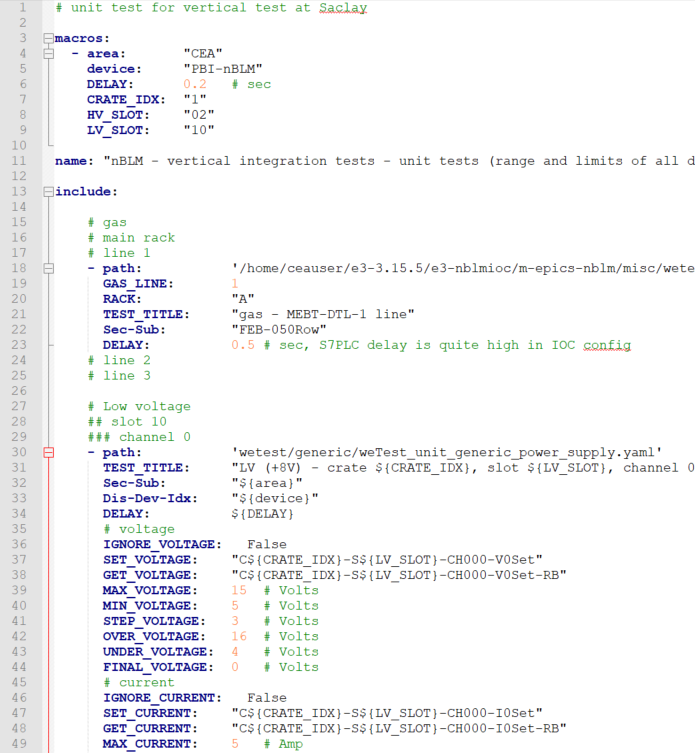 1 # unit test for vertical test at Saclay
2
3 macros:
4   - area:       "CEA"
5     device:     "PBI-nBLM"
6     DELAY:      0.2   # sec
7     CRATE_IDX:  "1"
8     HV_SLOT:    "02"
9     LV_SLOT:    "10"
10
11 name: "nBLM - vertical integration tests - unit tests (range and limits of all d
12
13 include:
14
15     # gas
16     # main rack
17     # line 1
18     - path:           '/home/ceauser/e3-3.15.5/e3-nblmioc/m-epics-nblm/misc/wete
19       GAS_LINE:       1
20       RACK:           "A"
21       TEST_TITLE:     "gas - MEBT-DTL-1 line"
22       Sec-Sub:        "FEB-050Row"
23       DELAY:          0.5 # sec, S7PLC delay is quite high in IOC config
24     # line 2
25     # line 3
26
27     # Low voltage
28     ## slot 10
29     ### channel 0
30     - path:           'wetest/generic/weTest_unit_generic_power_supply.yaml'
31       TEST_TITLE:     "LV (+8V) - crate ${CRATE_IDX}, slot ${LV_SLOT}, channel 0
32       Sec-Sub:        "${area}"
33       Dis-Dev-Idx:    "${device}"
34       DELAY:          ${DELAY}
35       # voltage
36       IGNORE_VOLTAGE:   False
37       SET_VOLTAGE:    "C${CRATE_IDX}-S${LV_SLOT}-CH000-V0Set"
38       GET_VOLTAGE:    "C${CRATE_IDX}-S${LV_SLOT}-CH000-V0Set-RB"
39       MAX_VOLTAGE:    15  # Volts
40       MIN_VOLTAGE:    5   # Volts
41       STEP_VOLTAGE:   3   # Volts
42       OVER_VOLTAGE:   16  # Volts
43       UNDER_VOLTAGE:  4   # Volts
44       FINAL_VOLTAGE:  0   # Volts
45       # current
46       IGNORE_CURRENT:   False
47       SET_CURRENT:    "C${CRATE_IDX}-S${LV_SLOT}-CH000-I0Set"
48       GET_CURRENT:    "C${CRATE_IDX}-S${LV_SLOT}-CH000-I0Set-RB"
49       MAX_CURRENT:    5   # Amp